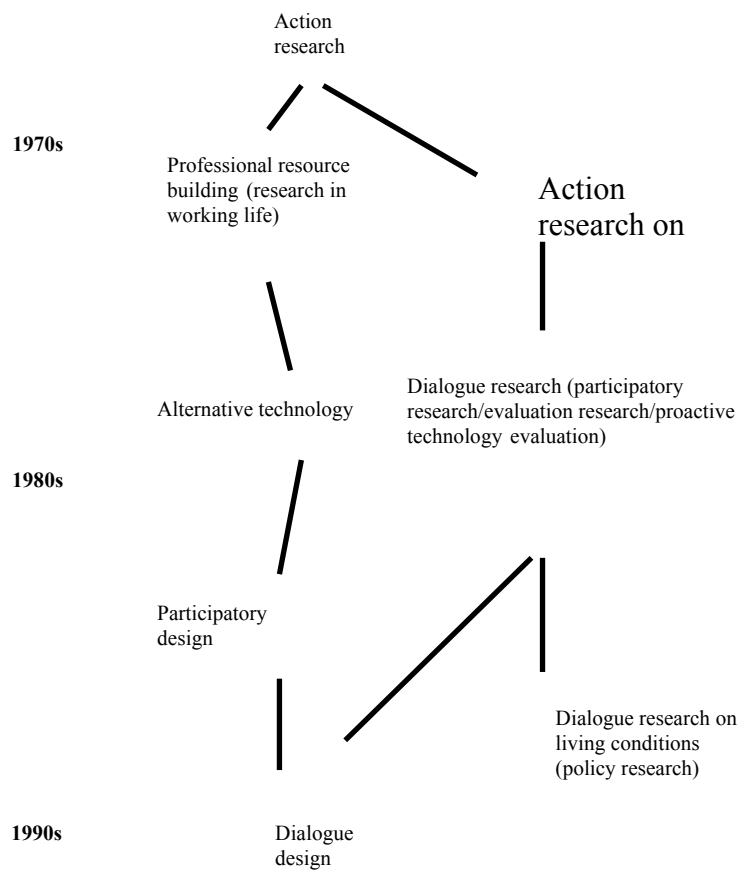 Action
research
1970s
Professional resource
building (research in
working life)
Action
research on
Alternative technology
Dialogue research (participatory
research/evaluation research/proactive
technology evaluation)
1980s
Participatory
design
Dialogue research on
living conditions
(policy research)
1990s
Dialogue
design